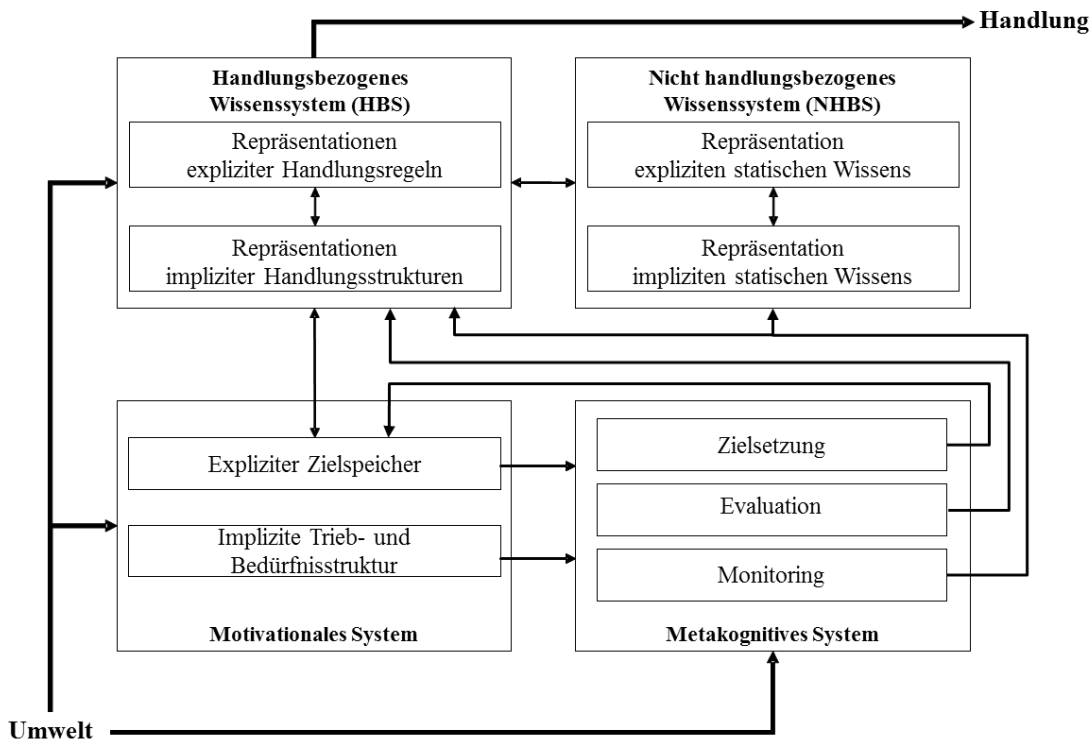 Handlung
Handlungsbezogenes
Wissenssystem (HBS)
Repräsentationen
expliziter Handlungsregeln
Repräsentationen
impliziter Handlungsstrukturen
Nicht handlungsbezogenes
Wissenssystem (NHBS)
Repräsentation
expliziten statischen Wissens
Repräsentation
impliziten statischen Wissens
Expliziter Zielspeicher
Implizite Trieb- und
Bedürfnisstruktur
Motivationales System
Zielsetzung
Evaluation
Monitoring
Metakognitives System
Umwelt